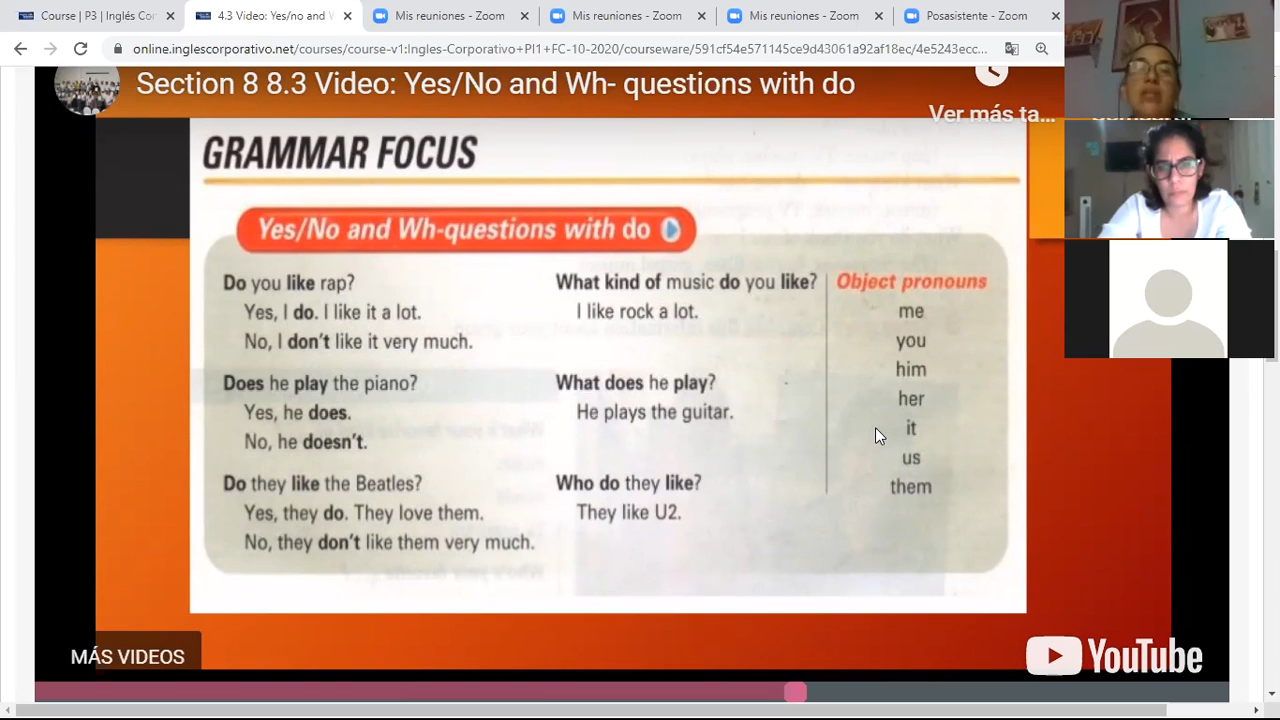 Course | P3 | Inglés Co
4.3 Video: Yes/no and
Mis reuniones - Zoom
Mis reuniones - Zoom
Mis reuniones - Zoom
Posasistente - Zoom
online.inglescorporativo.net/courses/course-v1:Ingles-Corporativo+PI1+FC-10-2020/courseware/591cf54e571145ce9d43061a92af18ec/4e5243ecc...
Section 8 8.3 Video: Yes/No and Wh- questions with do
Ver más ta...
GRAMMAR FOCUS
Yes/No and Wh-questions with do
Do you like rap?
Yes, I do. I like it a lot.
No, I don't like it very much.
Does he play the piano?
Yes, he does.
No, he doesn't.
Do they like the Beatles?
Yes, they do. They love them.
No, they don't like them very much.
What kind of music do you like?
I like rock a lot.
What does he play?
He plays the guitar.
Who do they like?
They like U2.
Object pronouns
me
you
him
her
it
us
them
MÁS VIDEOS
YouTube